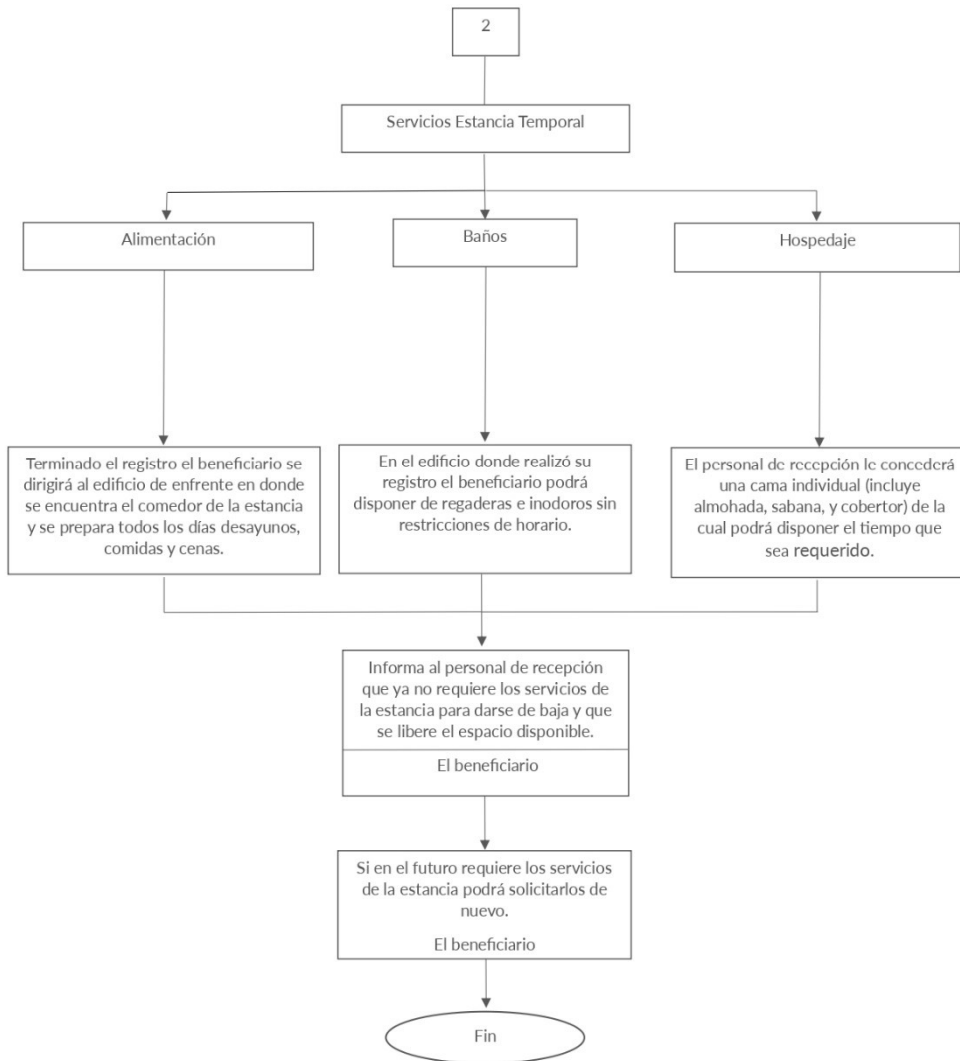 2
Servicios Estancia Temporal
Alimentación
Baños
Hospedaje
Terminado el registro el beneficiario se
dirigirá al edificio de enfrente en donde
se encuentra el comedor de la estancia
y se prepara todos los días desayunos,
comidas y cenas.
En el edificio donde realizó su
registro el beneficiario podrá
disponer de regaderas e inodoros sin
restricciones de horario.
El personal de recepción le concederá
una cama individual (incluye
almohada, sabana, y cobertor) de la
cual podrá disponer el tiempo que
sea requerido.
Informa al personal de recepción
que ya no requiere los servicios de
la estancia para darse de baja y que
se libere el espacio disponible.
El beneficiario
Si en el futuro requiere los servicios
de la estancia podrá solicitarlos de
nuevo.
El beneficiario
Fin